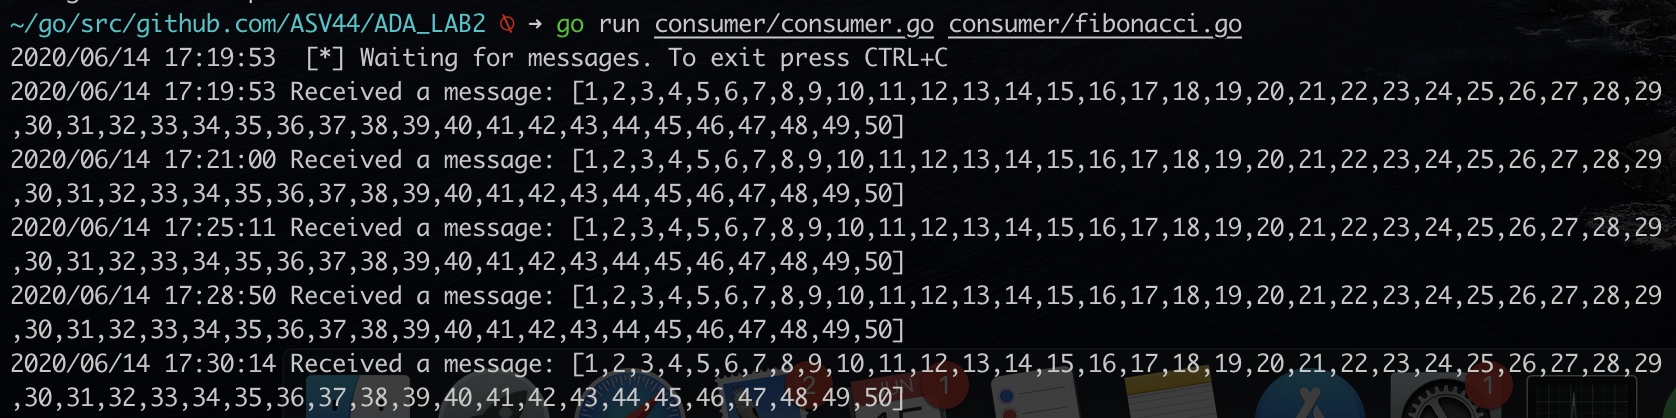 ~/go/src/github.com/ASV44/ADA_LAB2 → go run consumer/consumer.go consumer/fibonacci.go
2020/06/14 17:19:53  [*] Waiting for messages. To exit press CTRL+C
2020/06/14 17:19:53 Received a message: [1,2,3,4,5,6,7,8,9,10,11,12,13,14,15,16,17,18,19,20,21,22,23,24,25,26,27,28,29
,30,31,32,33,34,35,36,37,38,39,40,41,42,43,44,45,46,47,48,49,50]
2020/06/14 17:21:00 Received a message: [1,2,3,4,5,6,7,8,9,10,11,12,13,14,15,16,17,18,19,20,21,22,23,24,25,26,27,28,29
,30,31,32,33,34,35,36,37,38,39,40,41,42,43,44,45,46,47,48,49,50]
2020/06/14 17:25:11 Received a message: [1,2,3,4,5,6,7,8,9,10,11,12,13,14,15,16,17,18,19,20,21,22,23,24,25,26,27,28,29
,30,31,32,33,34,35,36,37,38,39,40,41,42,43,44,45,46,47,48,49,50]
2020/06/14 17:28:50 Received a message: [1,2,3,4,5,6,7,8,9,10,11,12,13,14,15,16,17,18,19,20,21,22,23,24,25,26,27,28,29
,30,31,32,33,34,35,36,37,38,39,40,41,42,43,44,45,46,47,48,49,50]
2020/06/14 17:30:14 Received a message: [1,2,3,4,5,6,7,8,9,10,11,12,13,14,15,16,17,18,19,20,21,22,23,24,25,26,27,28,29
,30,31,32,33,34,35,36,37,38,39,40,41,42,43,44,45,46,47,48,49,50]